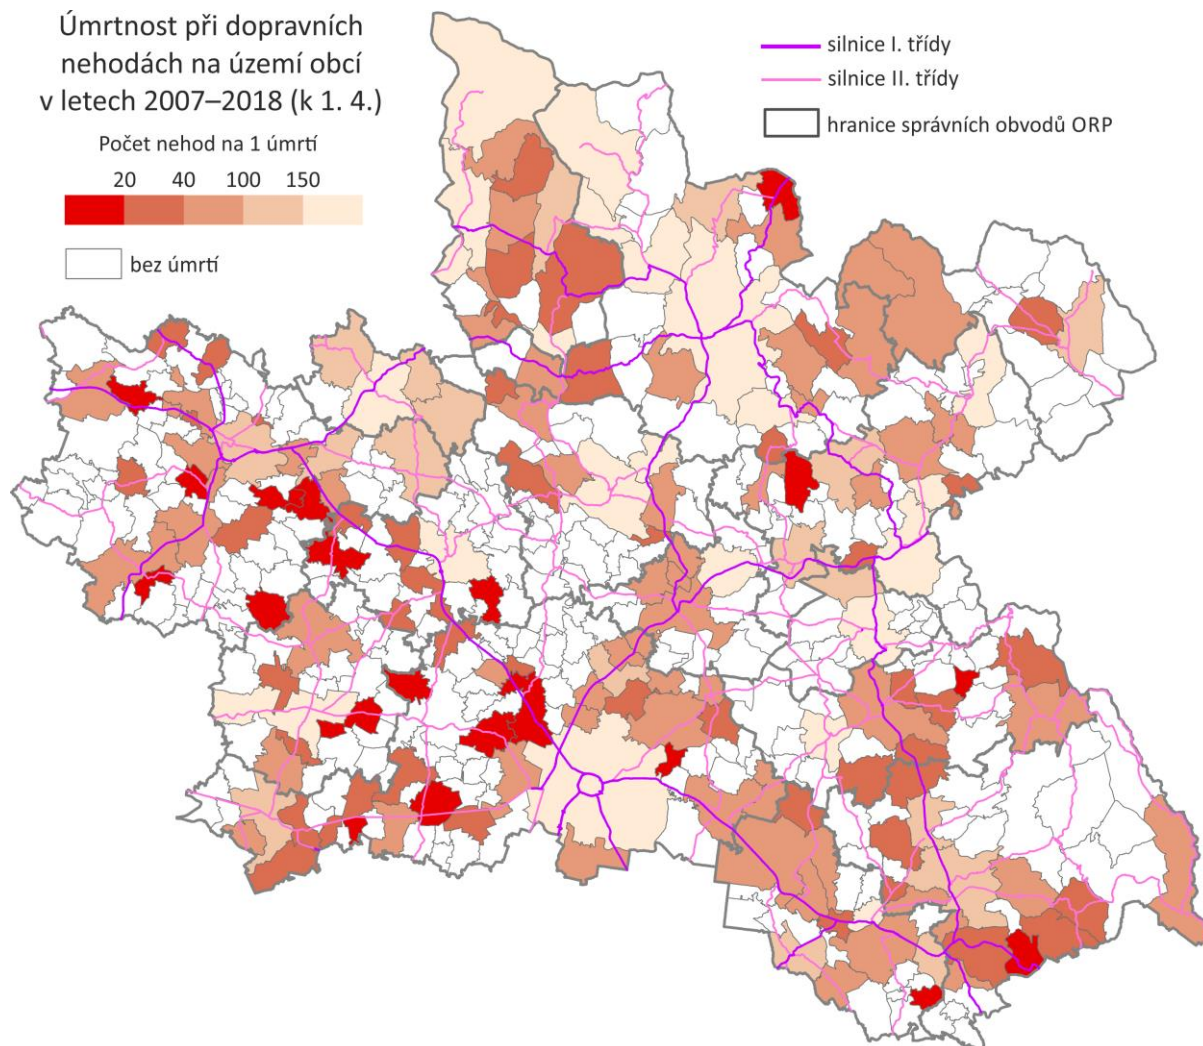 Úmrtnost při dopravních
nehodách na území obcí
v letech 2007–2018 (k 1. 4.)
Počet nehod na 1 úmrtí
20 40 100 150
bez úmrtí
silnice I. třídy
silnice II. třídy
hranice správních obvodů ORP